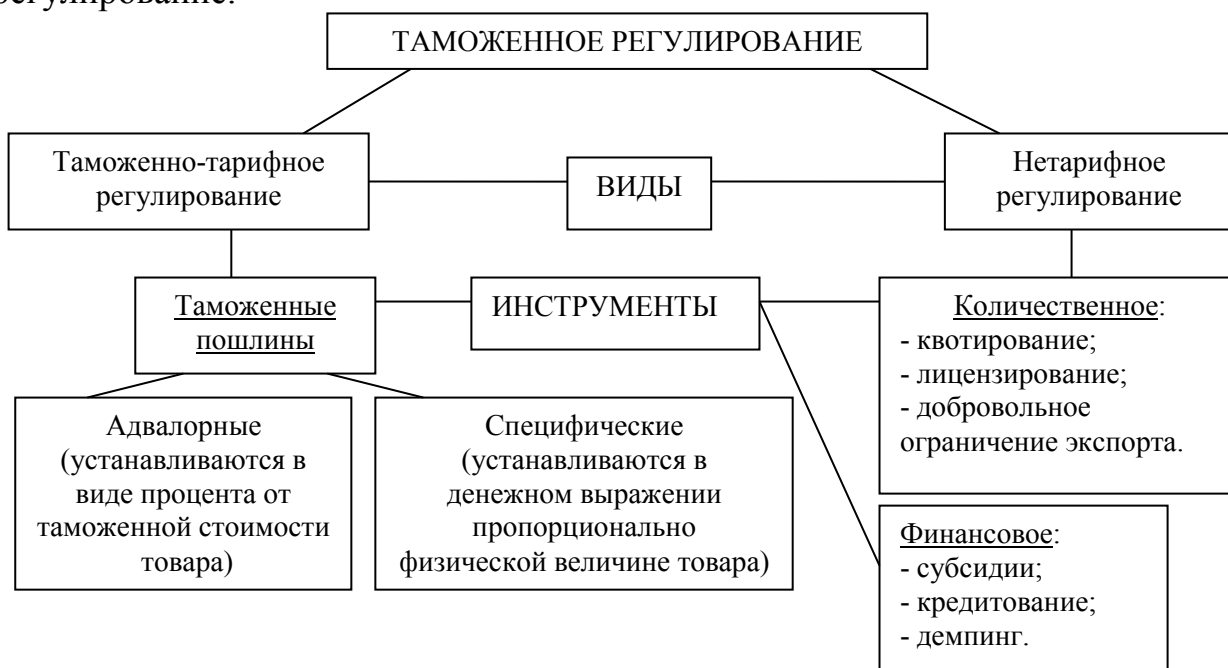 регулирование.
ТАМОЖЕННОЕ РЕГУЛИРОВАНИЕ
Таможенно-тарифное
регулирование
ВИДЫ
Нетарифное
регулирование
Таможенные
пошлины
ИНСТРУМЕНТЫ
Количественное:
- квотирование;
- лицензирование;
- добровольное
ограничение экспорта.
Адвалорные
(устанавливаются в
виде процента от
таможенной стоимости
товара)
Специфические
(устанавливаются в
денежном выражении
пропорционально
физической величине товара)
Финансовое:
- субсидии;
- кредитование;
- демпинг.